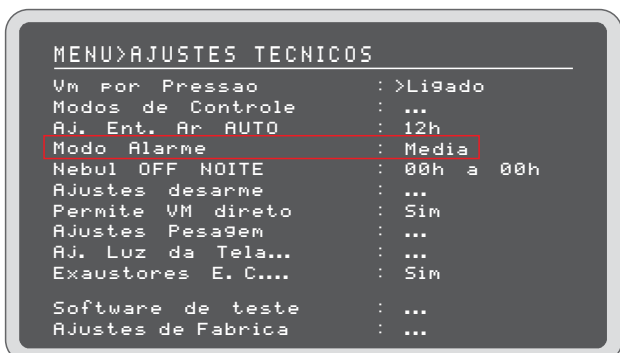 MENU>AJUSTES TECNICOS
Vm por Pressao : >Ligado
Modos de Controle : ...
Aj. Ent. Ar AUTO : 12h
Modo Alarme : Media
Nebul OFF NOITE : 00h a 00h
Ajustes desarme : ...
Permite VM direto : Sim
Ajustes Pesagem : ...
Aj. Luz da Tela... : ...
Exaustores E. C.... : Sim
Software de teste : ...
Ajustes de Fabrica : ...